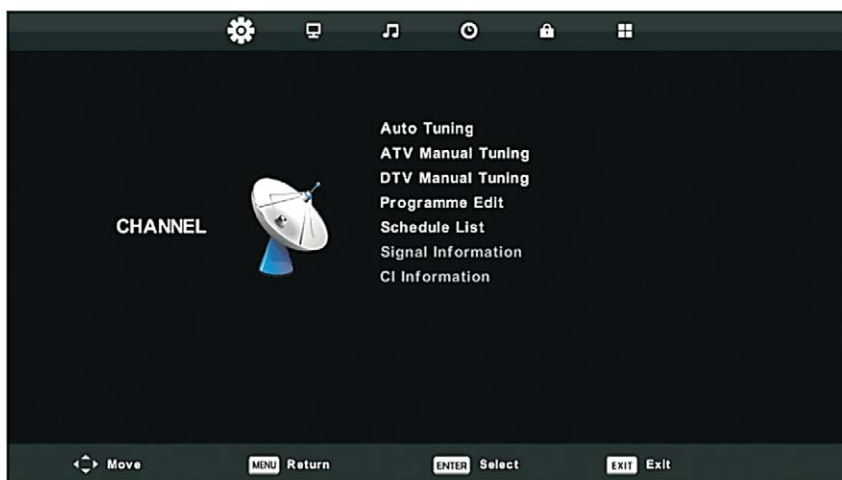 CHANNEL
Auto Tuning
ATV Manual Tuning
DTV Manual Tuning
Programme Edit
Schedule List
Signal Information
CI Information
Move MENU Return ENTER Select EXIT Exit